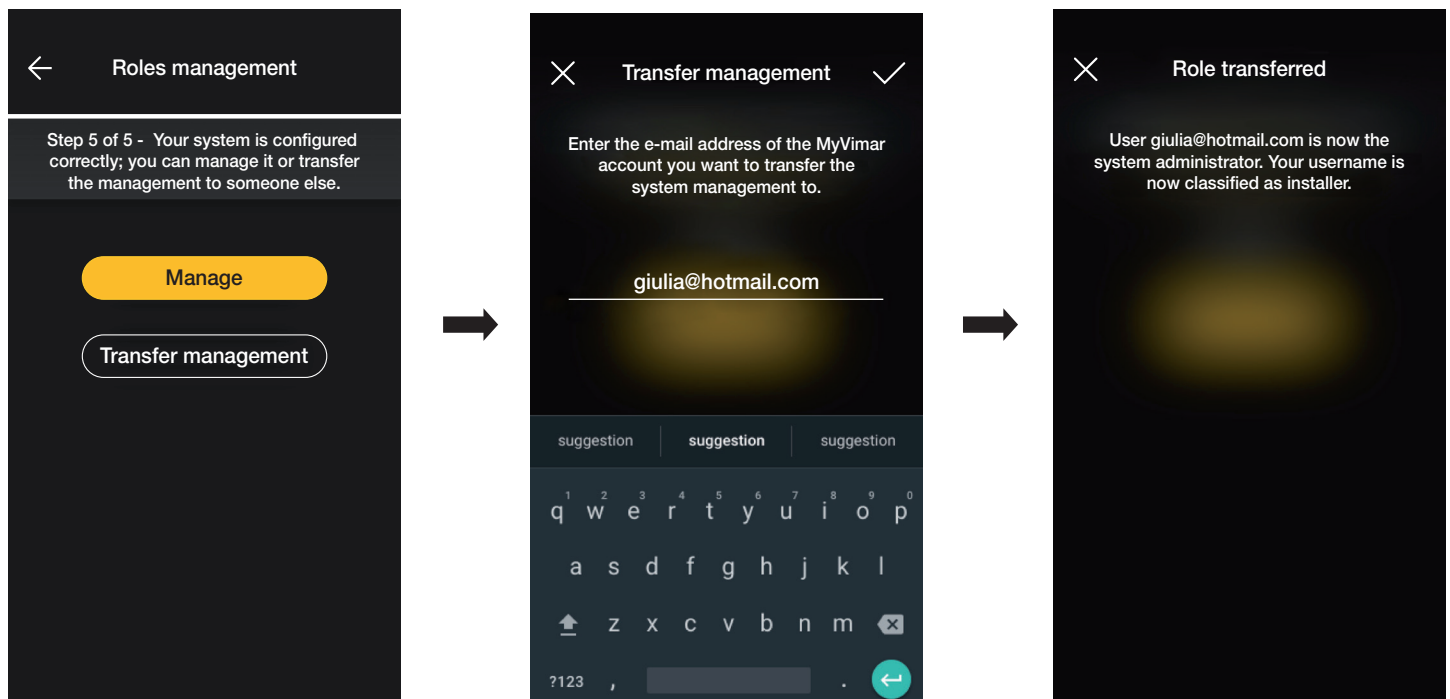 Roles management
Step 5 of 5 - Your system is configured
correctly; you can manage it or transfer
the management to someone else.
Manage
Transfer management
Transfer management
Enter the e-mail address of the MyVimar
account you want to transfer the
system management to.
giulia@hotmail.com
suggestion suggestion suggestion
1 2 3 4 5 6 7 8 9 0
q w e r t y u i o p
a s d f g h j k l
z x c v b n m
?123 , .
Role transferred
User giulia@hotmail.com is now the
system administrator. Your username is
now classified as installer.